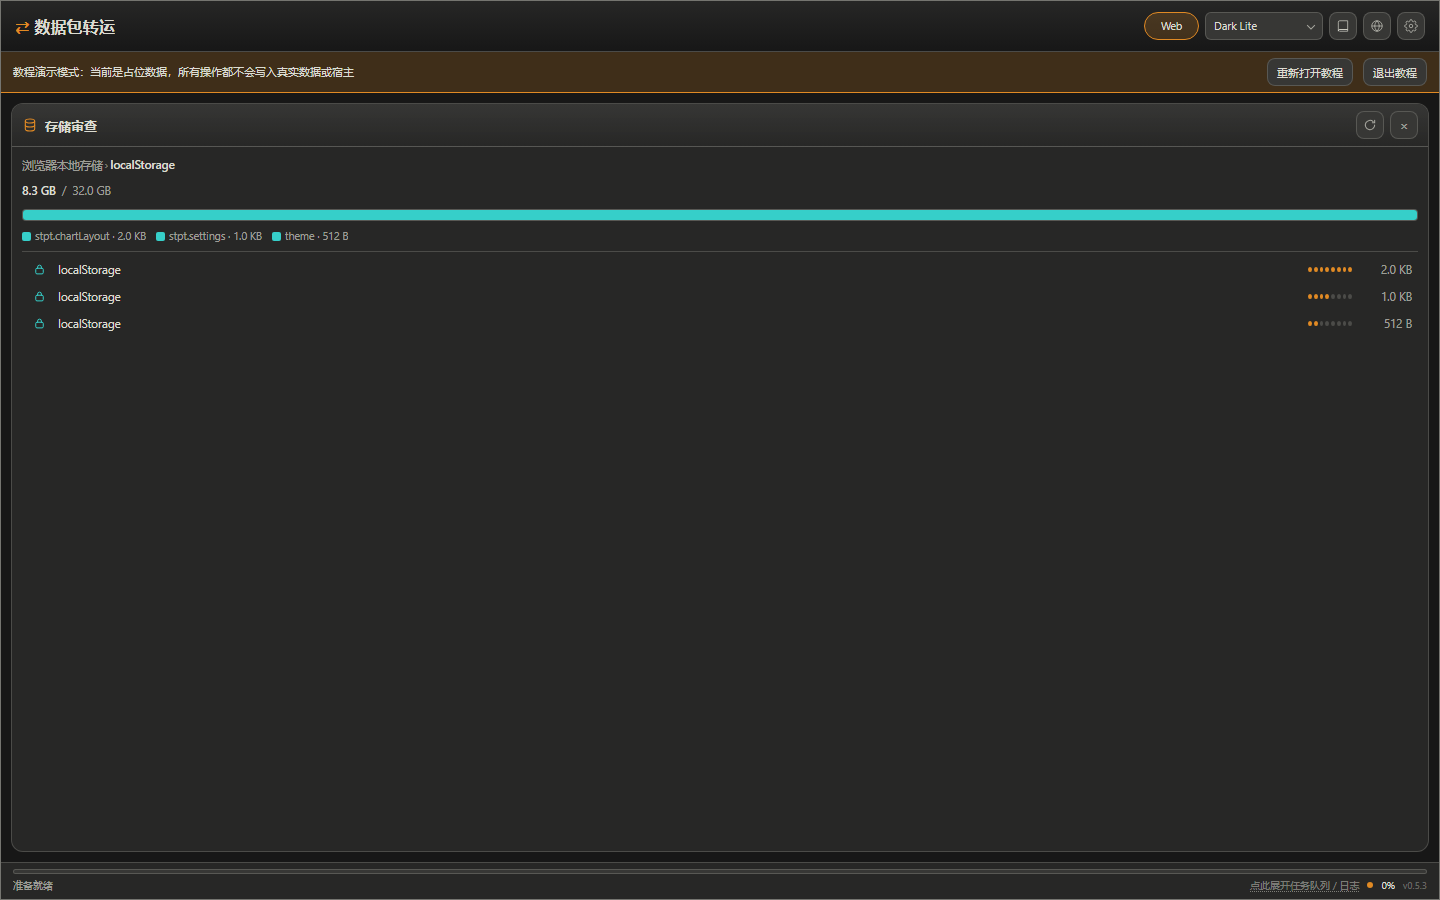 数据包转运
Web
Dark Lite
教程演示模式：当前是占位数据，所有操作都不会写入真实数据或宿主
重新打开教程
退出教程
存储审查
×
浏览器本地存储 › localStorage
8.3 GB / 32.0 GB
stpt.chartLayout · 2.0 KB stpt.settings · 1.0 KB theme · 512 B
localStorage 2.0 KB
localStorage 1.0 KB
localStorage 512 B
准备就绪
点此展开任务队列 / 日志
0%
v0.5.3